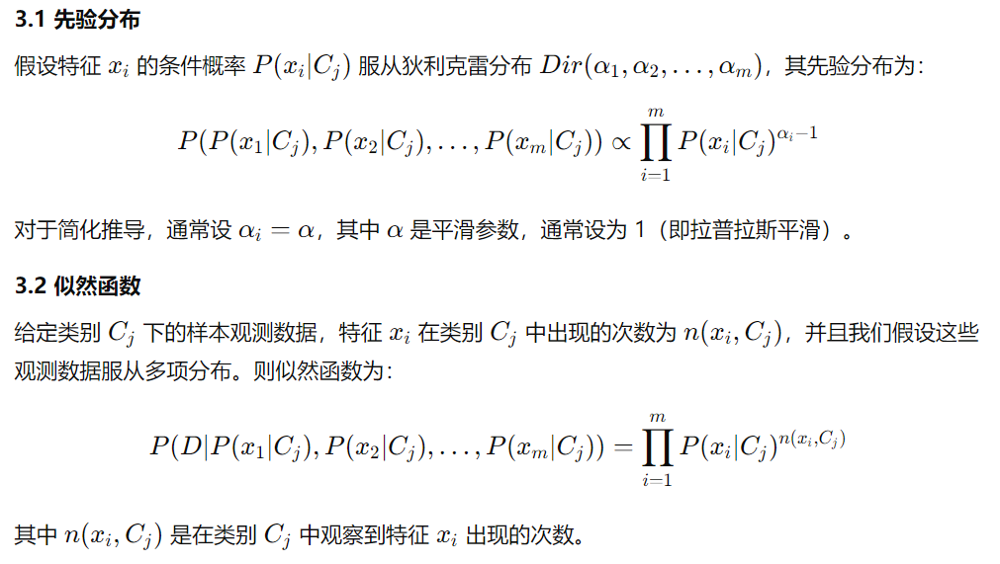 3.1 先验分布
假设特征 $x_i$ 的条件概率 $P(x_i|C_j)$ 服从狄利克雷分布 $Dir(\alpha_1, \alpha_2, \ldots, \alpha_m)$，其先验分布为：
$$P(P(x_1|C_j), P(x_2|C_j), \ldots, P(x_m|C_j)) \propto \prod_{i=1}^{m} P(x_i|C_j)^{\alpha_i-1}$$
对于简化推导，通常设 $\alpha_i = \alpha$，其中 $\alpha$ 是平滑参数，通常设为 1（即拉普拉斯平滑）。
3.2 似然函数
给定类别 $C_j$ 下的样本观测数据，特征 $x_i$ 在类别 $C_j$ 中出现的次数为 $n(x_i, C_j)$，并且我们假设这些
观测数据服从多项分布。则似然函数为：
$$P(D|P(x_1|C_j), P(x_2|C_j), \ldots, P(x_m|C_j)) = \prod_{i=1}^{m} P(x_i|C_j)^{n(x_i,C_j)}$$
其中 $n(x_i, C_j)$ 是在类别 $C_j$ 中观察到特征 $x_i$ 出现的次数。